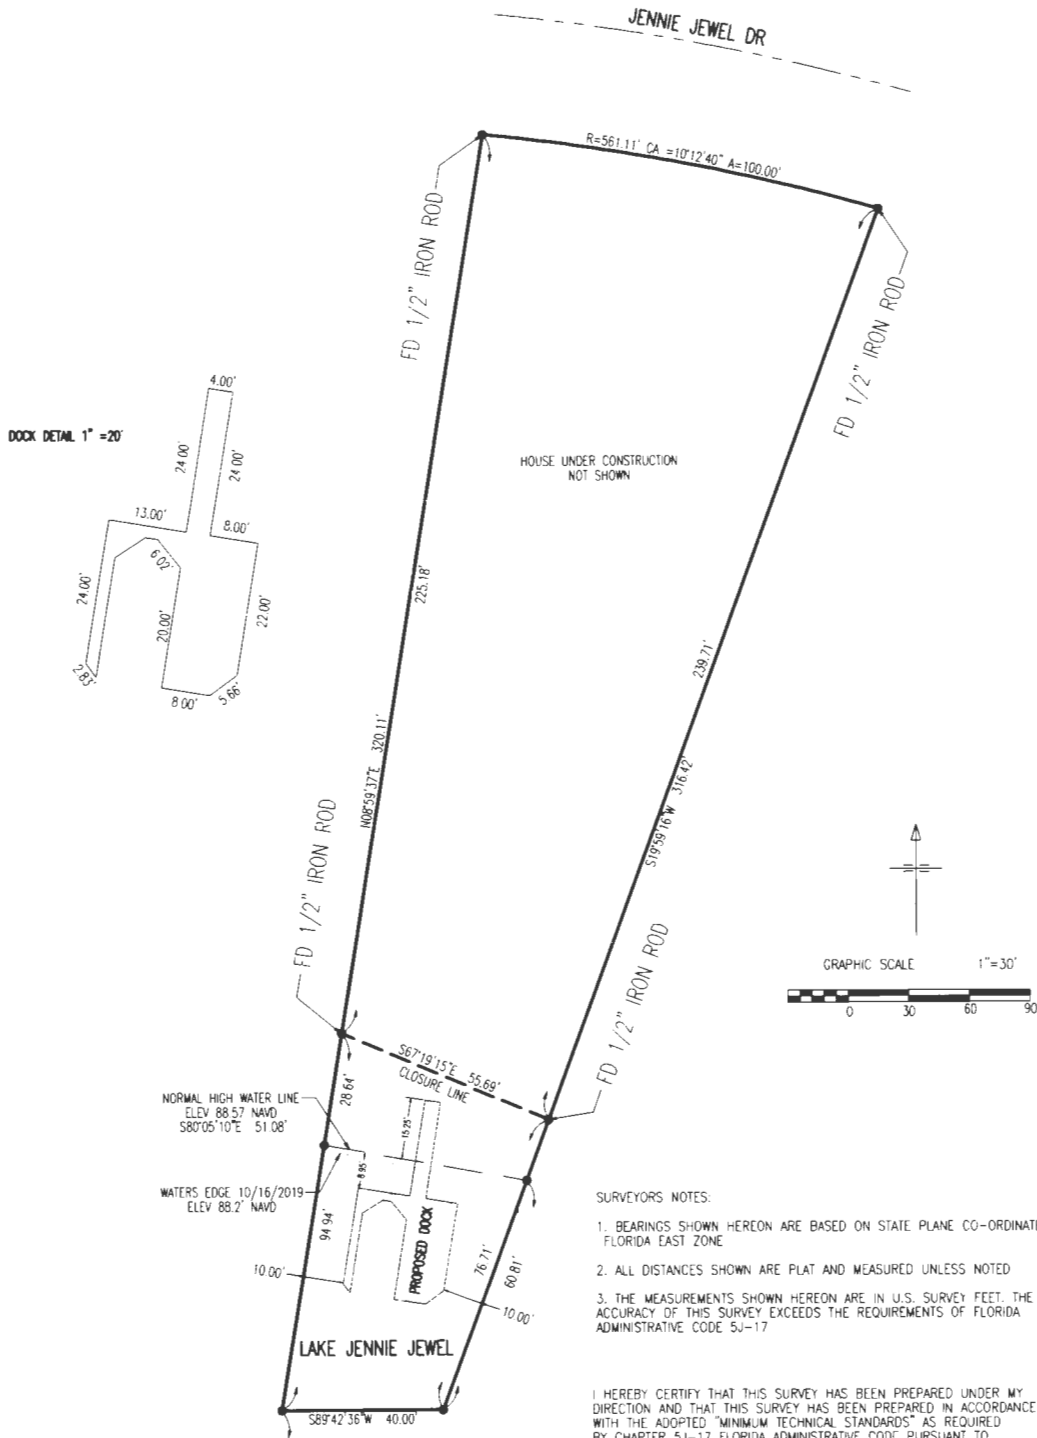 JENNIE JEWEL DR
R=561.11' CA =10°12'40" A=100.00'
FD 1/2" IRON ROD
FD 1/2" IRON ROD
DOCK DETAIL 1" =20'
4.00'
24.00'
24.00'
13.00'
8.00'
6.02'
24.00'
20.00'
22.00'
2.83'
8.00'
5.66'
HOUSE UNDER CONSTRUCTION
NOT SHOWN
225.18'
239.71'
N08°59'37"E 320.11'
S19°59'16"W 316.42'
FD 1/2" IRON ROD
FD 1/2" IRON ROD
GRAPHIC SCALE 1"=30'
0 30 60 90
S67°19'15"E 55.69'
CLOSURE LINE
28.64'
NORMAL HIGH WATER LINE
ELEV 88.57 NAVD
S80°05'10"E 51.08'
15.25'
8.95'
WATERS EDGE 10/16/2019
ELEV 88.2' NAVD
94.94'
PROPOSED DOCK
76.71'
60.81'
10.00'
10.00'
LAKE JENNIE JEWEL
S89°42'36"W 40.00'
SURVEYORS NOTES:
1. BEARINGS SHOWN HEREON ARE BASED ON STATE PLANE CO-ORDINAT
FLORIDA EAST ZONE
2. ALL DISTANCES SHOWN ARE PLAT AND MEASURED UNLESS NOTED
3. THE MEASUREMENTS SHOWN HEREON ARE IN U.S. SURVEY FEET. THE
ACCURACY OF THIS SURVEY EXCEEDS THE REQUIREMENTS OF FLORIDA
ADMINISTRATIVE CODE 5J-17
I HEREBY CERTIFY THAT THIS SURVEY HAS BEEN PREPARED UNDER MY
DIRECTION AND THAT THIS SURVEY HAS BEEN PREPARED IN ACCORDANCE
WITH THE ADOPTED "MINIMUM TECHNICAL STANDARDS" AS REQUIRED
BY CHAPTER 5J-17 FLORIDA ADMINISTRATIVE CODE PURSUANT TO